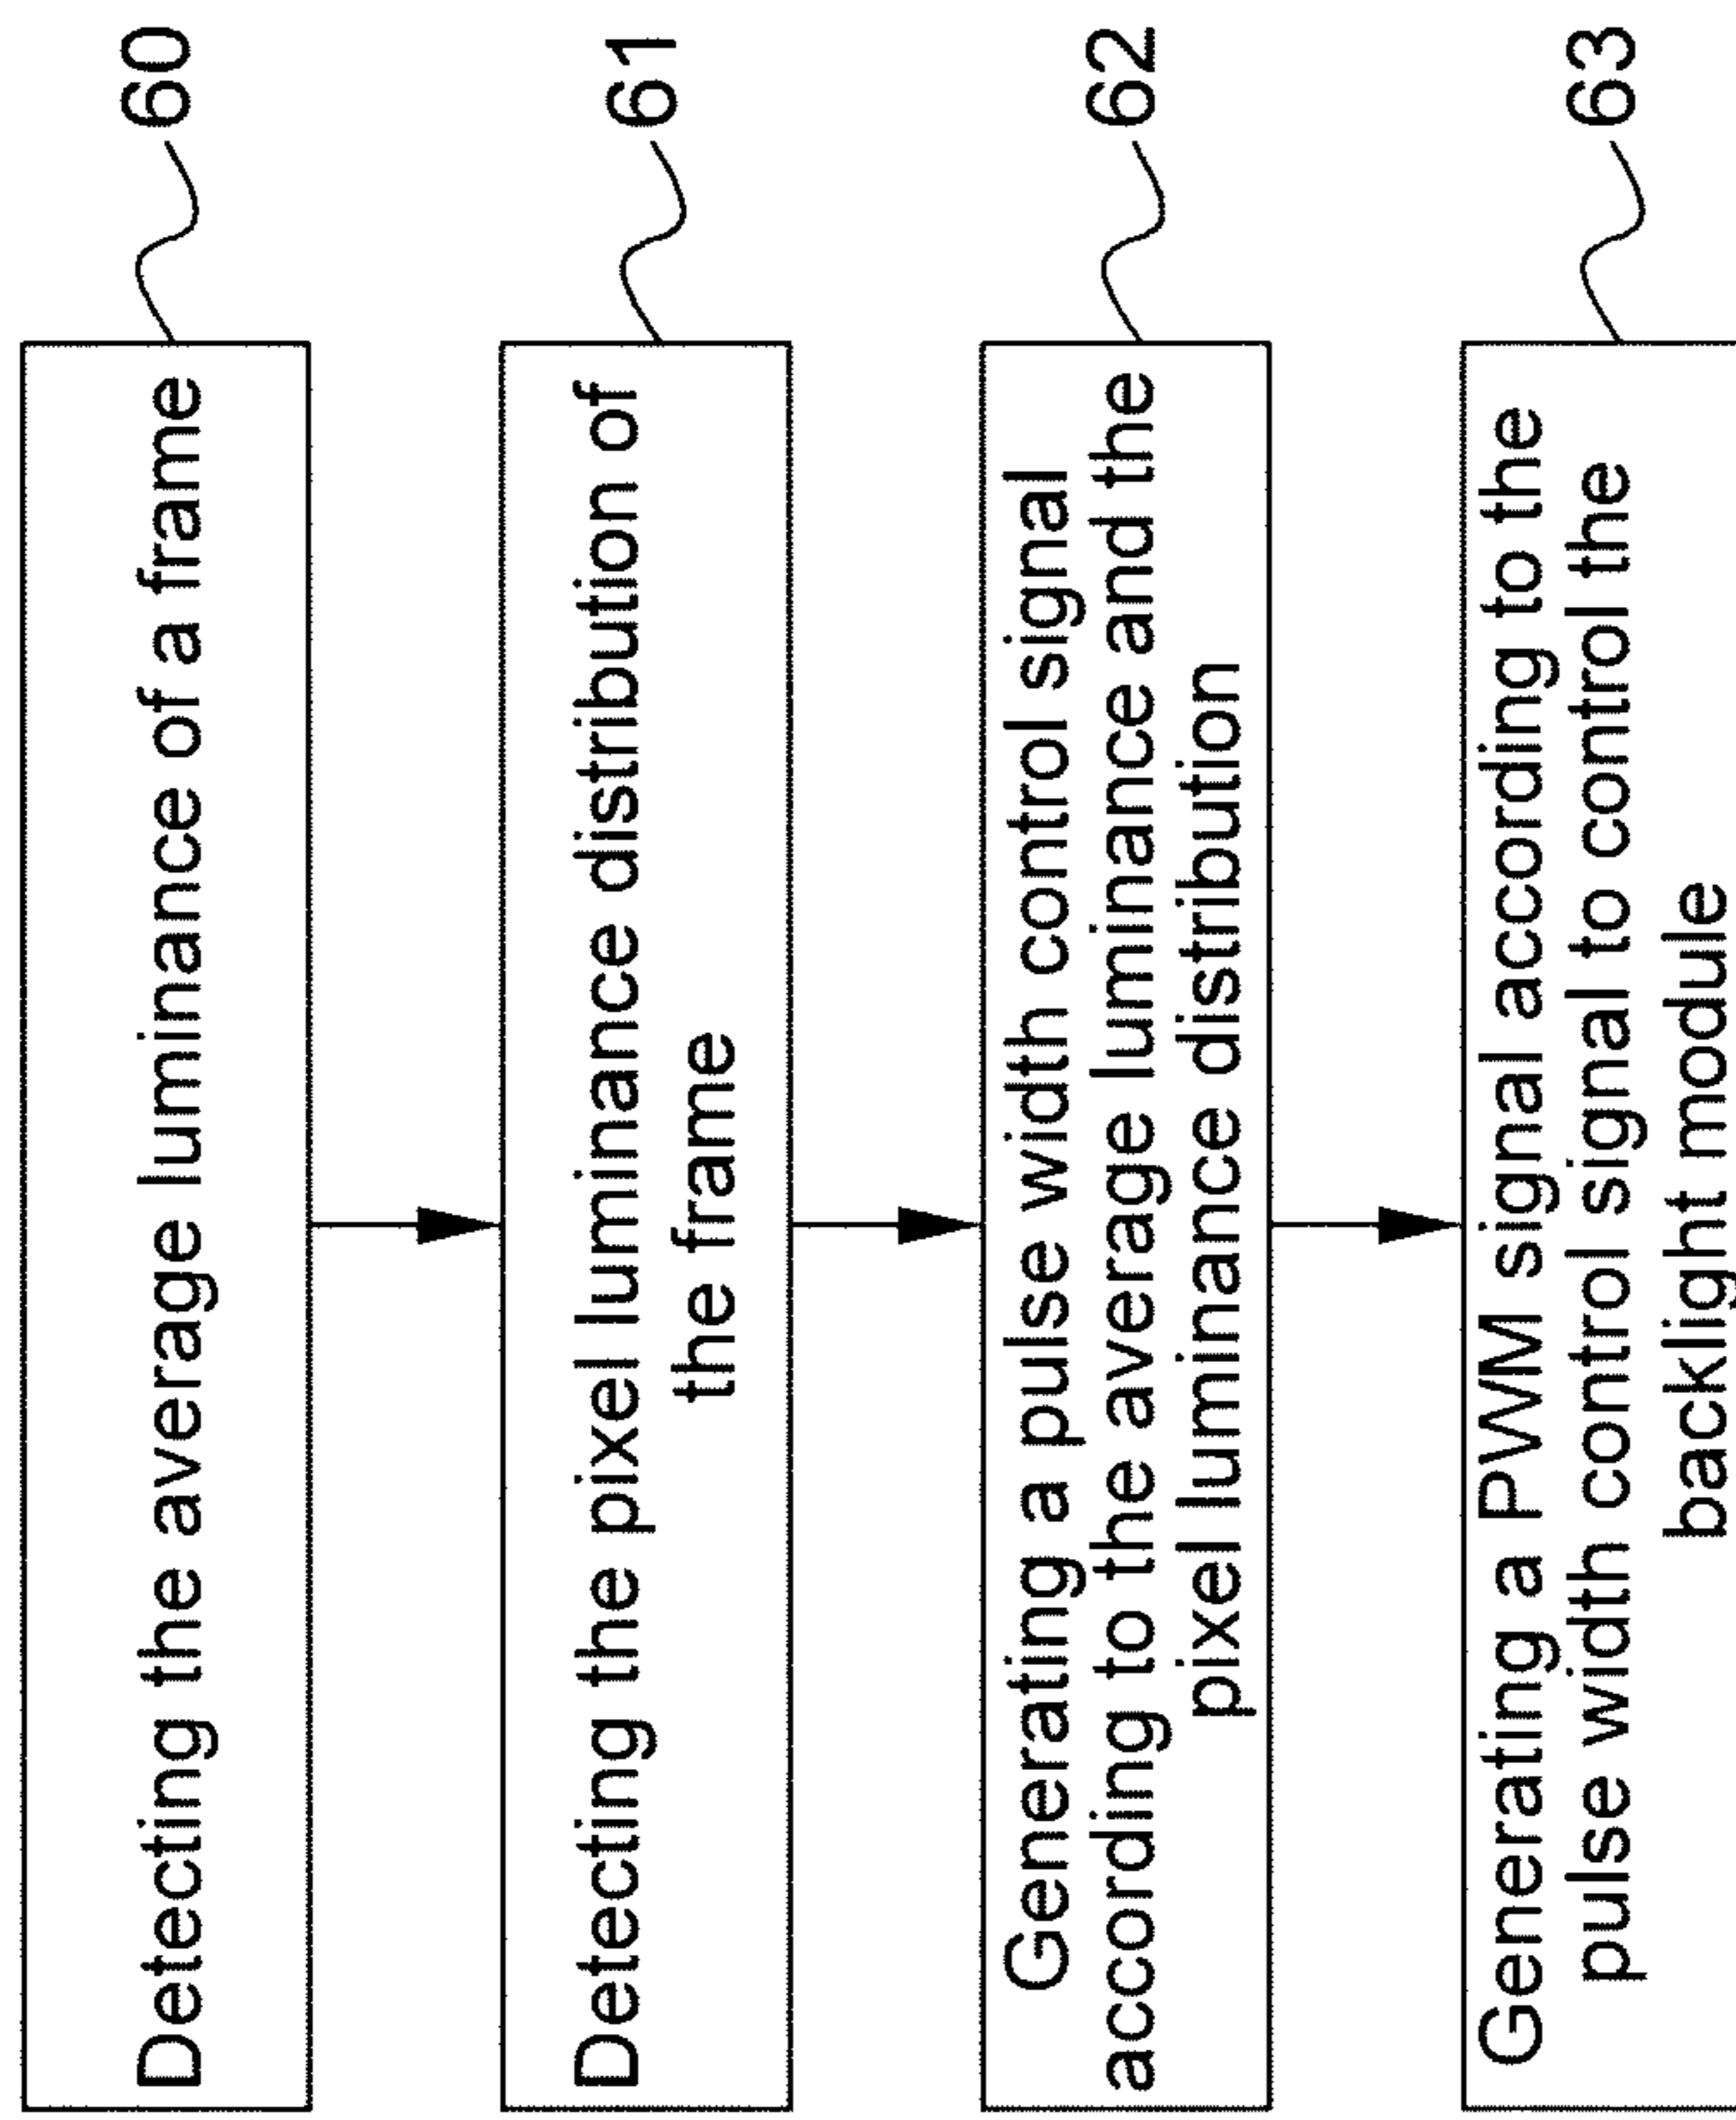 Detecting the average luminance of a frame
60
Detecting the pixel luminance distribution of
the frame
61
Generating a pulse width control signal
according to the average luminance and the
pixel luminance distribution
62
Generating a PWM signal according to the
pulse width control signal to control the
backlight module
63